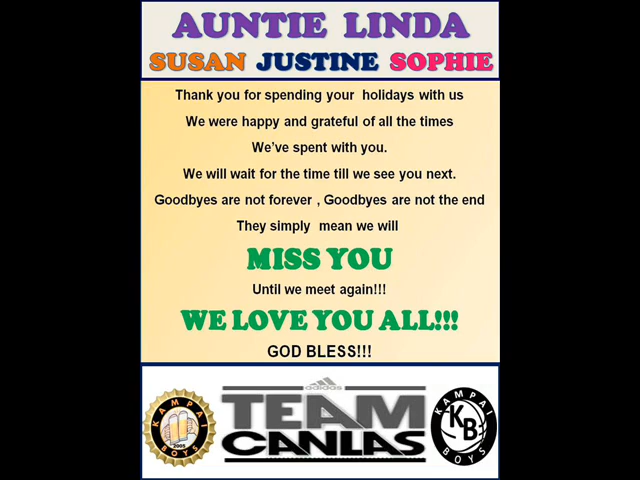 AUNTIE LINDA
SUSAN JUSTINE SOPHIE
Thank you for spending your holidays with us
We were happy and grateful of all the times
We've spent with you.
We will wait for the time till we see you next.
Goodbyes are not forever , Goodbyes are not the end
They simply mean we will
MISS YOU
Until we meet again!!!
WE LOVE YOU ALL!!!
GOD BLESS!!!
KAMPAI
2005
BOYS
adidas
TEAM
CANLAS
KAMPAI
KB
BOYS